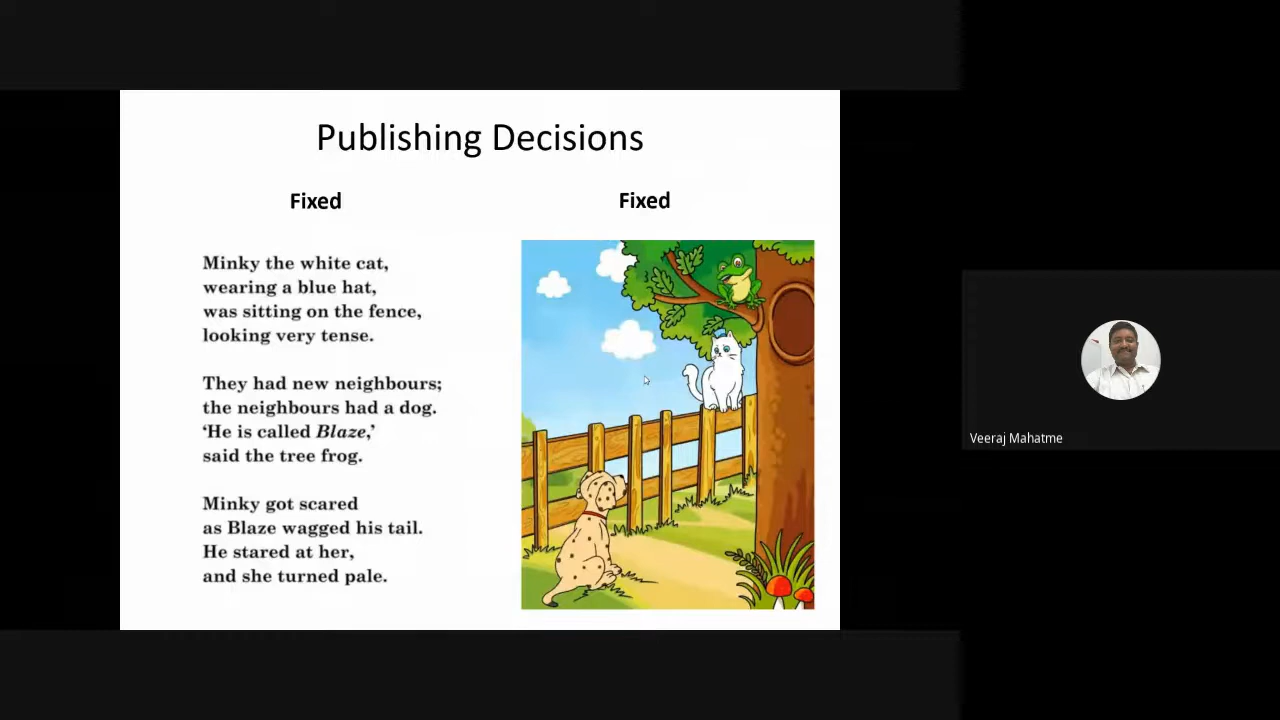 Publishing Decisions
Fixed
Fixed
Minky the white cat,
wearing a blue hat,
was sitting on the fence,
looking very tense.
They had new neighbours;
the neighbours had a dog.
‘He is called Blaze,’
said the tree frog.
Minky got scared
as Blaze wagged his tail.
He stared at her,
and she turned pale.
Veeraj Mahatme